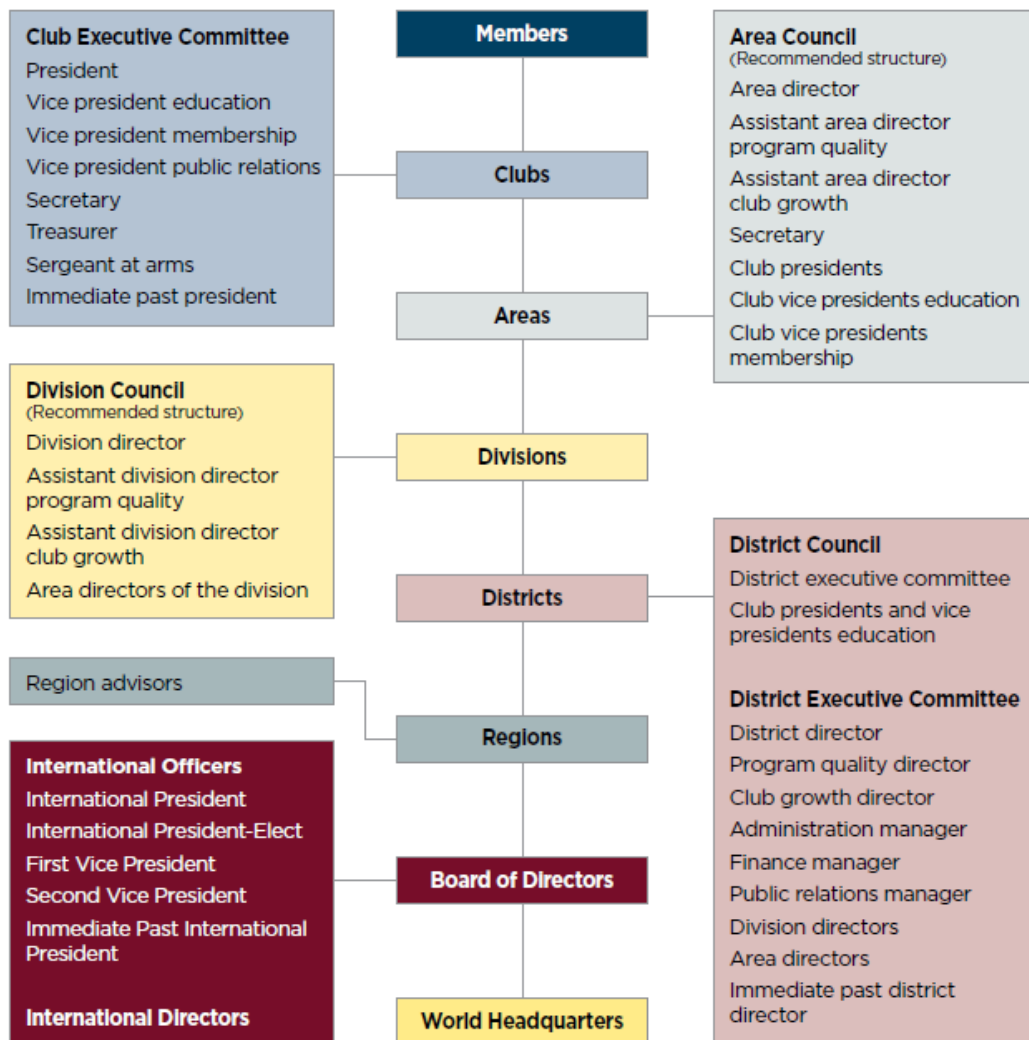 Members
Club Executive Committee
President
Vice president education
Vice president membership
Vice president public relations
Secretary
Treasurer
Sergeant at arms
Immediate past president
Clubs
Area Council
(Recommended structure)
Area director
Assistant area director
program quality
Assistant area director
club growth
Secretary
Club presidents
Club vice presidents education
Club vice presidents
membership
Areas
Division Council
(Recommended structure)
Division director
Assistant division director
program quality
Assistant division director
club growth
Area directors of the division
Divisions
Districts
District Council
District executive committee
Club presidents and vice
presidents education
District Executive Committee
District director
Program quality director
Club growth director
Administration manager
Finance manager
Public relations manager
Division directors
Area directors
Immediate past district
director
Region advisors
Regions
International Officers
International President
International President-Elect
First Vice President
Second Vice President
Immediate Past International
President
International Directors
Board of Directors
World Headquarters